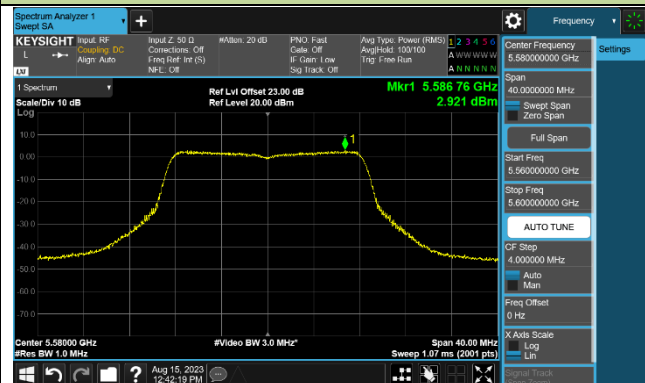 Spectrum Analyzer 1
Swept SA
Frequency
KEYSIGHT
Input: RF
Input Z: 50 Ω
#Atten: 20 dB
PNO: Fast
Avg Type: Power (RMS)
1 2 3 4 5 6
L
Coupling: DC
Corrections: Off
Gate: Off
Avg|Hold: 100/100
A W W W W W
Align: Auto
Freq Ref: Int (S)
IF Gain: Low
Trig: Free Run
NFE: Off
Sig Track: Off
A N N N N N
LXI
1 Spectrum
Scale/Div 10 dB
Ref Lvl Offset 23.00 dB
Ref Level 20.00 dBm
Mkr1 5.586 76 GHz
2.921 dBm
Log
10.0
0.00
-10.0
-20.0
-30.0
-40.0
-50.0
-60.0
-70.0
1
Center 5.58000 GHz
#Video BW 3.0 MHz*
Span 40.00 MHz
#Res BW 1.0 MHz
Sweep 1.07 ms (2001 pts)
Aug 15, 2023
12:42:19 PM
Center Frequency
5.580000000 GHz
Settings
Span
40.0000000 MHz
Swept Span
Zero Span
Full Span
Start Freq
5.560000000 GHz
Stop Freq
5.600000000 GHz
AUTO TUNE
CF Step
4.000000 MHz
Auto
Man
Freq Offset
0 Hz
X Axis Scale
Log
Lin
Signal Track